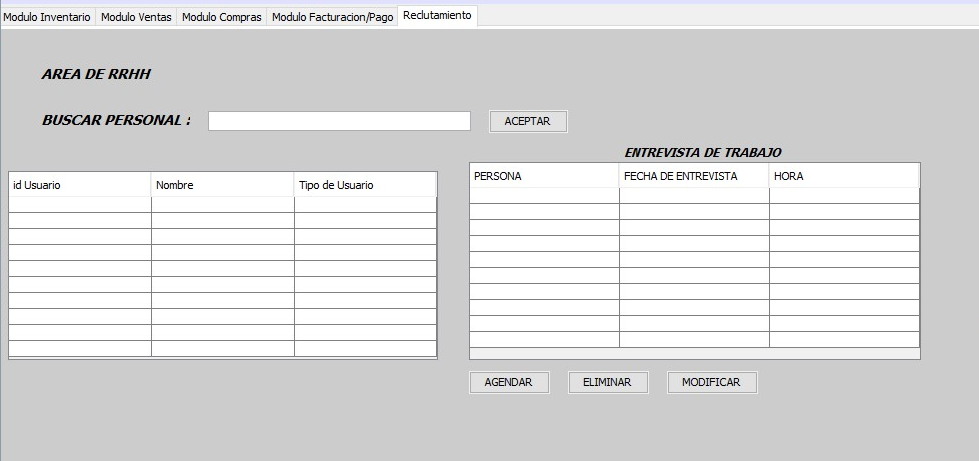 Modulo Inventario Modulo Ventas Modulo Compras Modulo Facturacion/Pago Reclutamiento
AREA DE RRHH
BUSCAR PERSONAL : ACEPTAR
ENTREVISTA DE TRABAJO
id Usuario Nombre Tipo de Usuario
PERSONA FECHA DE ENTREVISTA HORA
AGENDAR ELIMINAR MODIFICAR